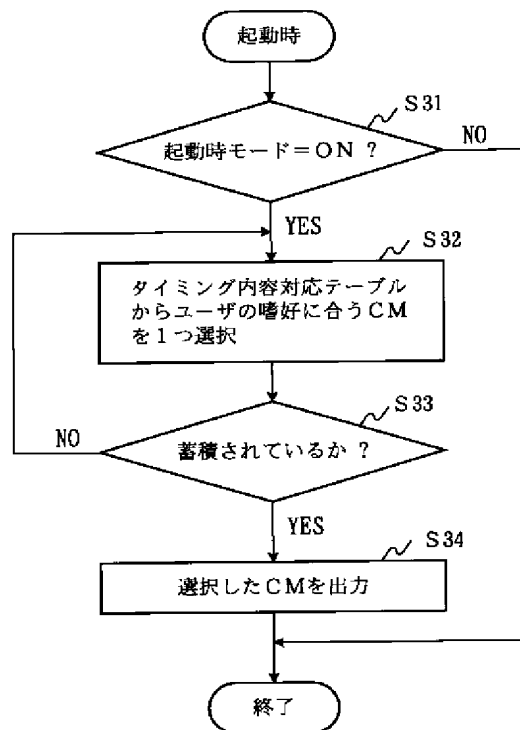 起動時
S31
起動時モード＝ON ?
NO
YES
S32
タイミング内容対応テーブル
からユーザの嗜好に合うCM
を1つ選択
S33
NO
蓄積されているか ?
YES
S34
選択したCMを出力
終了